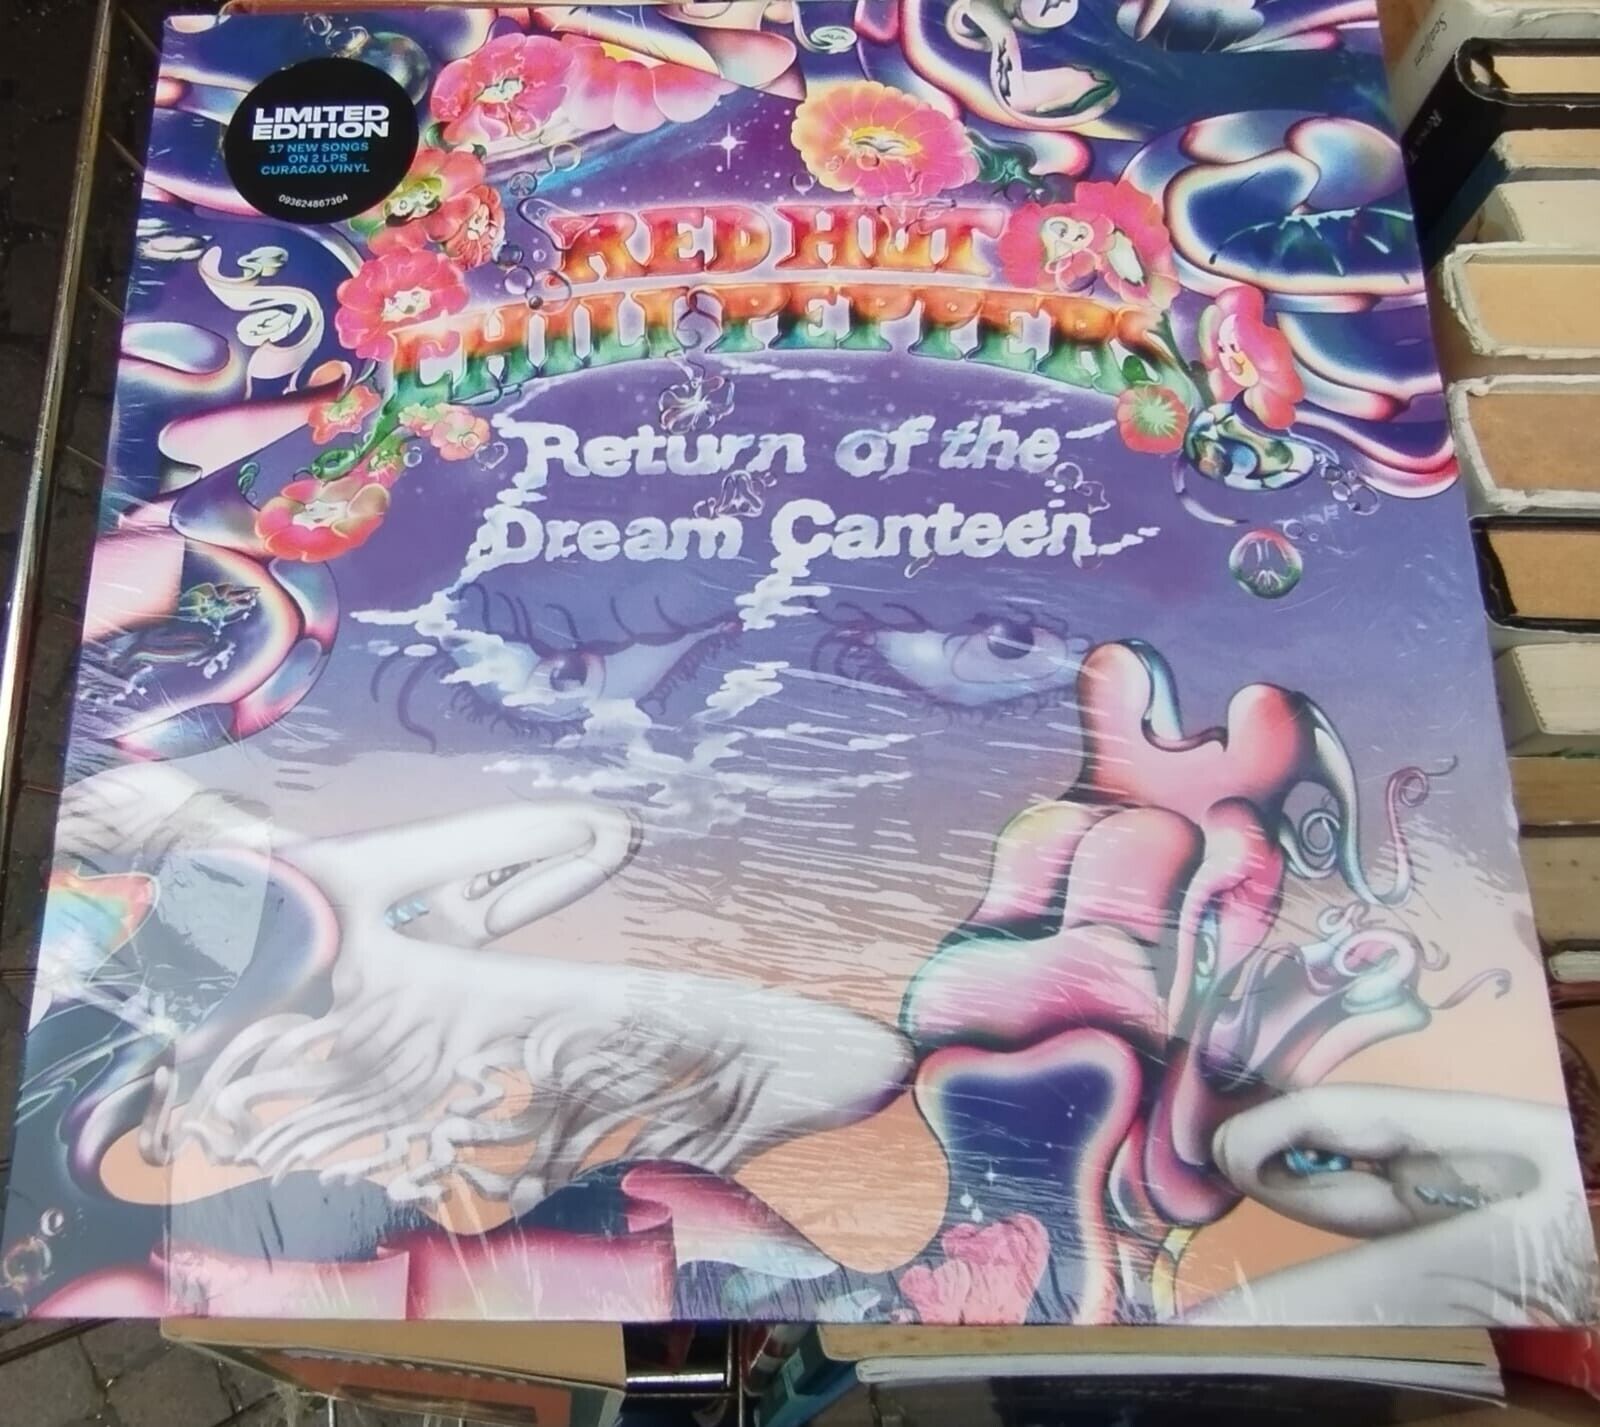 LIMITED
EDITION
17 NEW SONGS
ON 2 LPS
CURACAO VINYL
093624867364
RED HOT
CHILI PEPPERS
Return of the
Dream Canteen